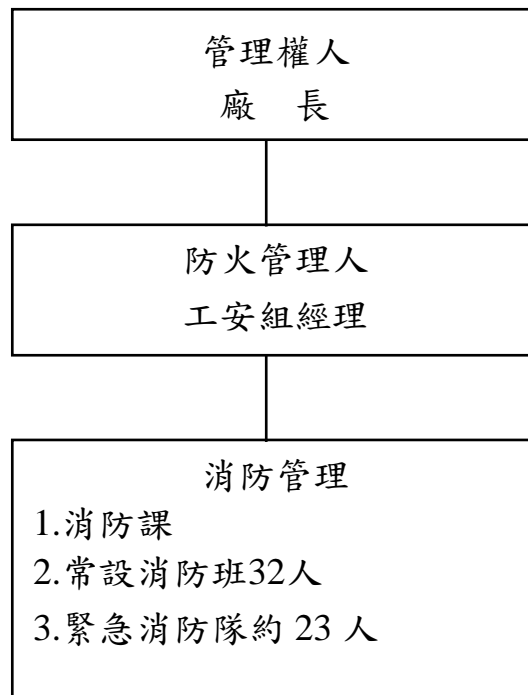 管理權人
廠 長
防火管理人
工安組經理
消防管理
1.消防課
2.常設消防班32人
3.緊急消防隊約 23 人